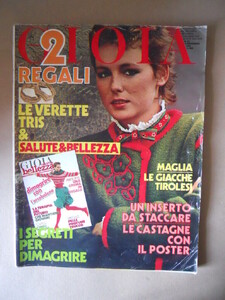 GIOIA
2
REGALI
LE VERETTE
TRIS
&
SALUTE&BELLEZZA
GIOIA
bellezza
MAGLIA
LE GIACCHE
TIROLESI
UN'INSERTO
DA STACCARE
LE CASTAGNE
CON
IL POSTER
I SEGRETI
PER
DIMAGRIRE